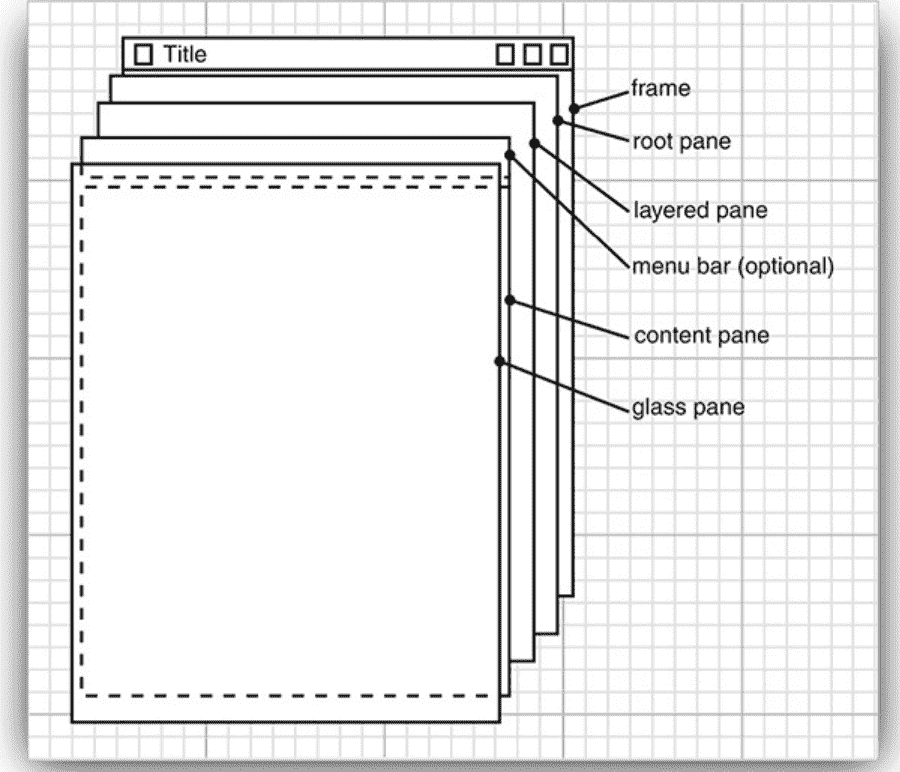 Title
frame
root pane
layered pane
menu bar (optional)
content pane
glass pane